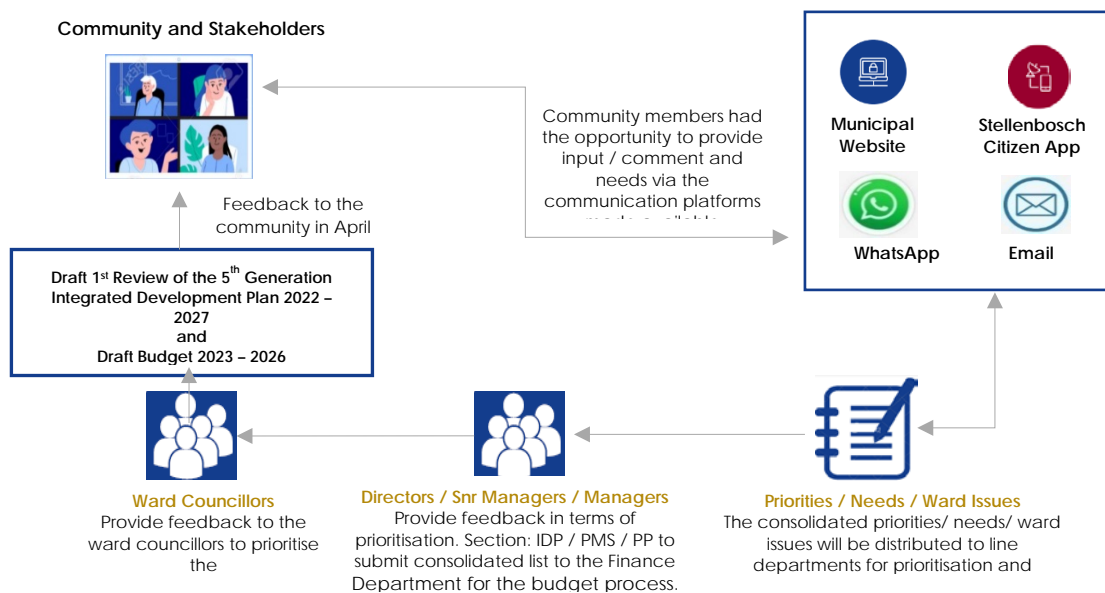 Community and Stakeholders
Community members had
the opportunity to provide
input / comment and
needs via the
communication platforms
Municipal
Website
Stellenbosch
Citizen App
WhatsApp
Email
Feedback to the
community in April
Draft 1st Review of the 5th Generation
Integrated Development Plan 2022 –
2027
and
Draft Budget 2023 – 2026
Ward Councillors
Provide feedback to the
ward councillors to prioritise
the
Directors / Snr Managers / Managers
Provide feedback in terms of
prioritisation. Section: IDP / PMS / PP to
submit consolidated list to the Finance
Department for the budget process.
Priorities / Needs / Ward Issues
The consolidated priorities/ needs/ ward
issues will be distributed to line
departments for prioritisation and